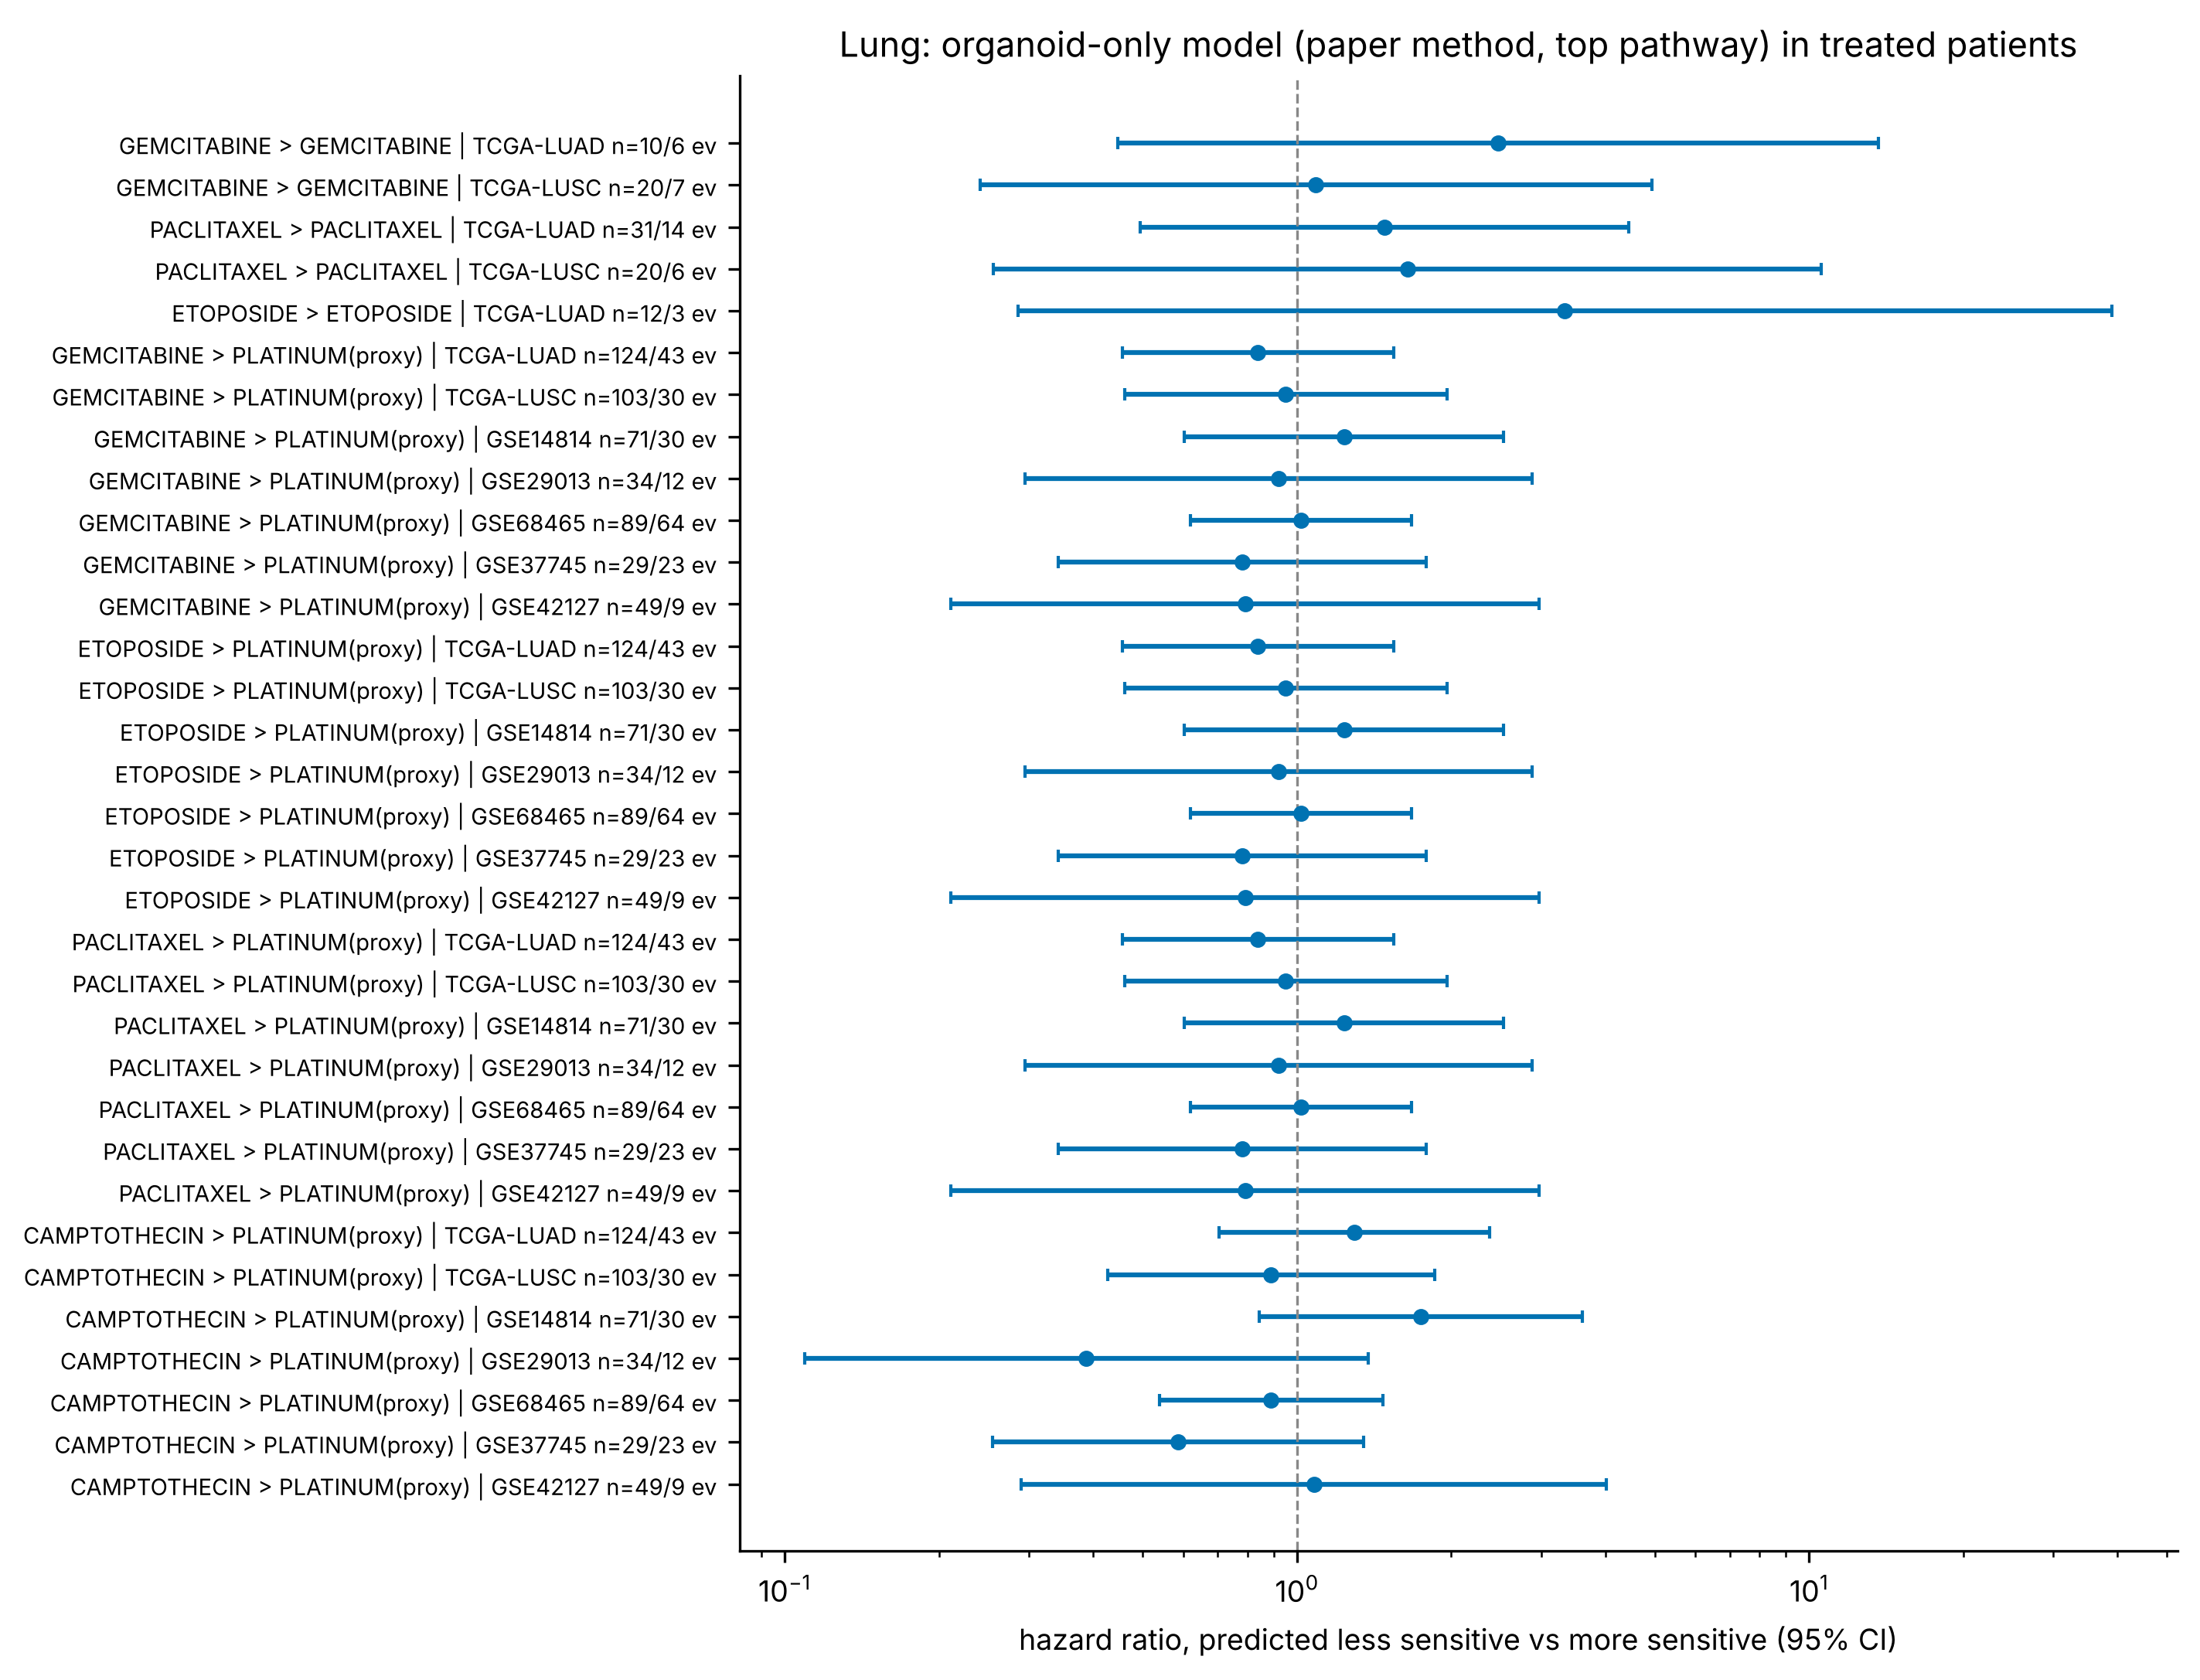 Lung: organoid-only model (paper method, top pathway) in treated patients
GEMCITABINE > GEMCITABINE | TCGA-LUAD n=10/6 ev
GEMCITABINE > GEMCITABINE | TCGA-LUSC n=20/7 ev
PACLITAXEL > PACLITAXEL | TCGA-LUAD n=31/14 ev
PACLITAXEL > PACLITAXEL | TCGA-LUSC n=20/6 ev
ETOPOSIDE > ETOPOSIDE | TCGA-LUAD n=12/3 ev
GEMCITABINE > PLATINUM(proxy) | TCGA-LUAD n=124/43 ev
GEMCITABINE > PLATINUM(proxy) | TCGA-LUSC n=103/30 ev
GEMCITABINE > PLATINUM(proxy) | GSE14814 n=71/30 ev
GEMCITABINE > PLATINUM(proxy) | GSE29013 n=34/12 ev
GEMCITABINE > PLATINUM(proxy) | GSE68465 n=89/64 ev
GEMCITABINE > PLATINUM(proxy) | GSE37745 n=29/23 ev
GEMCITABINE > PLATINUM(proxy) | GSE42127 n=49/9 ev
ETOPOSIDE > PLATINUM(proxy) | TCGA-LUAD n=124/43 ev
ETOPOSIDE > PLATINUM(proxy) | TCGA-LUSC n=103/30 ev
ETOPOSIDE > PLATINUM(proxy) | GSE14814 n=71/30 ev
ETOPOSIDE > PLATINUM(proxy) | GSE29013 n=34/12 ev
ETOPOSIDE > PLATINUM(proxy) | GSE68465 n=89/64 ev
ETOPOSIDE > PLATINUM(proxy) | GSE37745 n=29/23 ev
ETOPOSIDE > PLATINUM(proxy) | GSE42127 n=49/9 ev
PACLITAXEL > PLATINUM(proxy) | TCGA-LUAD n=124/43 ev
PACLITAXEL > PLATINUM(proxy) | TCGA-LUSC n=103/30 ev
PACLITAXEL > PLATINUM(proxy) | GSE14814 n=71/30 ev
PACLITAXEL > PLATINUM(proxy) | GSE29013 n=34/12 ev
PACLITAXEL > PLATINUM(proxy) | GSE68465 n=89/64 ev
PACLITAXEL > PLATINUM(proxy) | GSE37745 n=29/23 ev
PACLITAXEL > PLATINUM(proxy) | GSE42127 n=49/9 ev
CAMPTOTHECIN > PLATINUM(proxy) | TCGA-LUAD n=124/43 ev
CAMPTOTHECIN > PLATINUM(proxy) | TCGA-LUSC n=103/30 ev
CAMPTOTHECIN > PLATINUM(proxy) | GSE14814 n=71/30 ev
CAMPTOTHECIN > PLATINUM(proxy) | GSE29013 n=34/12 ev
CAMPTOTHECIN > PLATINUM(proxy) | GSE68465 n=89/64 ev
CAMPTOTHECIN > PLATINUM(proxy) | GSE37745 n=29/23 ev
CAMPTOTHECIN > PLATINUM(proxy) | GSE42127 n=49/9 ev
10⁻¹ 10⁰ 10¹
hazard ratio, predicted less sensitive vs more sensitive (95% CI)